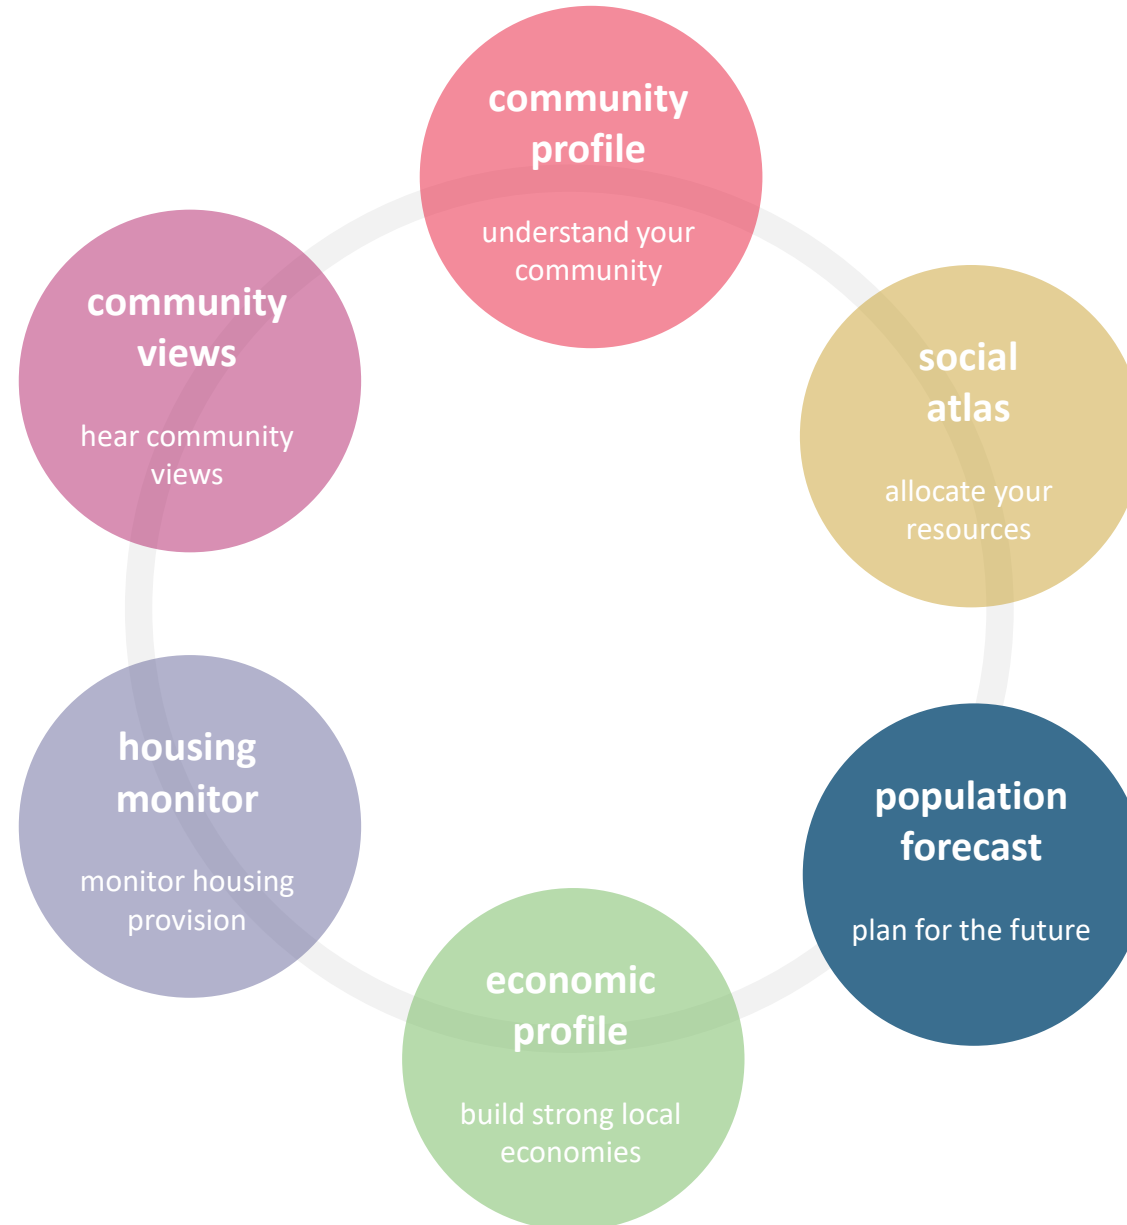 community
profile
understand your
community
social
atlas
allocate your
resources
population
forecast
plan for the future
economic
profile
build strong local
economies
housing
monitor
monitor housing
provision
community
views
hear community
views